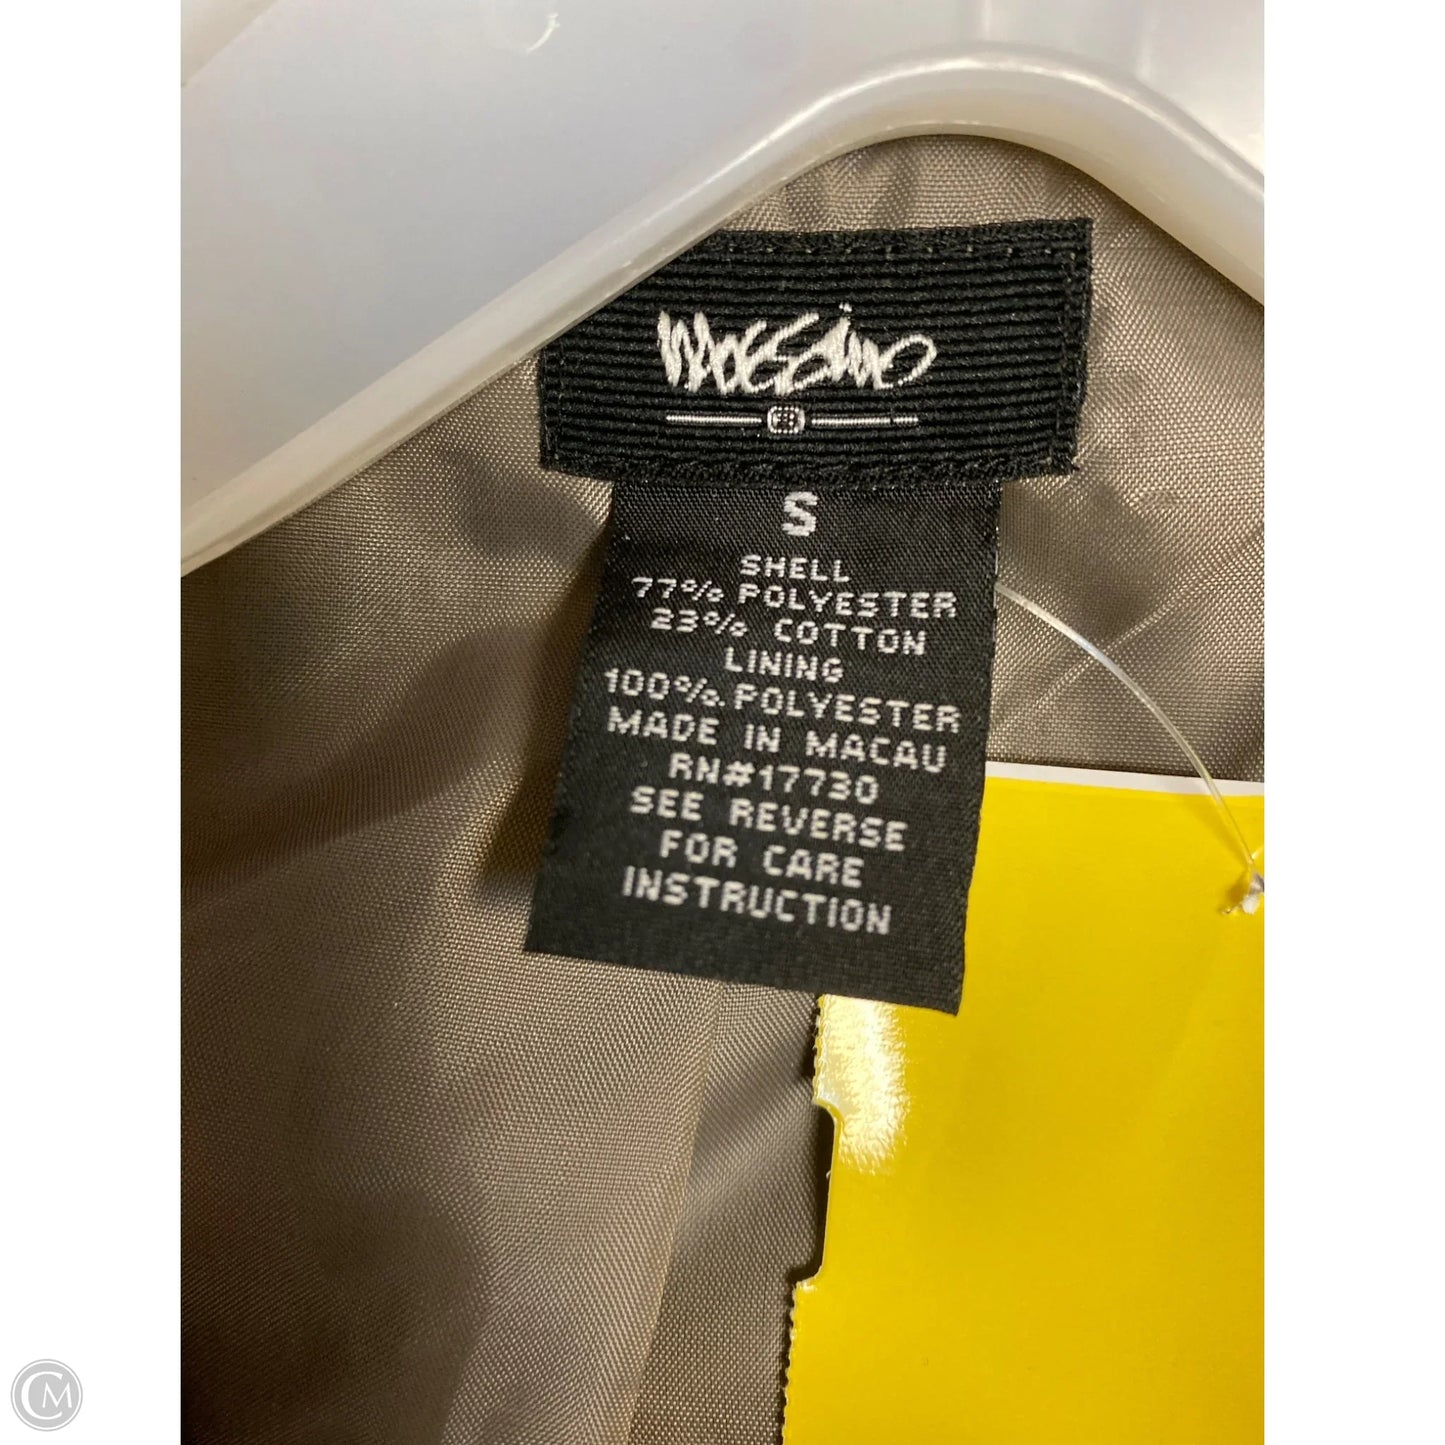 mossimo
S
SHELL
77% POLYESTER
23% COTTON
LINING
100% POLYESTER
MADE IN MACAU
RN#17730
SEE REVERSE
FOR CARE
INSTRUCTION
CM